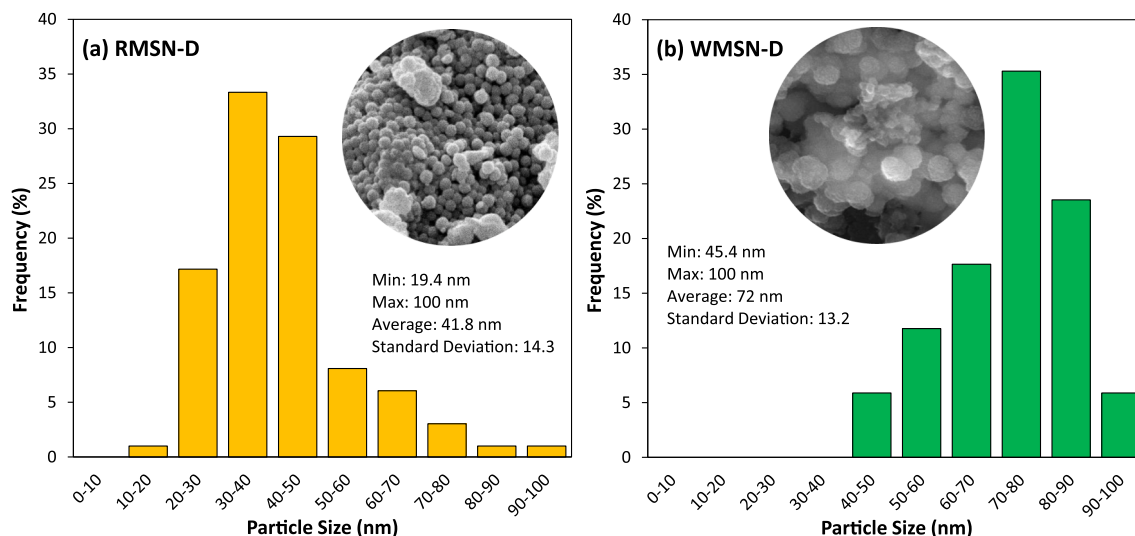 (a) RMSN-D
Frequency (%)
40
35
30
25
20
15
10
5
0
Min: 19.4 nm
Max: 100 nm
Average: 41.8 nm
Standard Deviation: 14.3
0-10
10-20
20-30
30-40
40-50
50-60
60-70
70-80
80-90
90-100
Particle Size (nm)
(b) WMSN-D
Frequency (%)
40
35
30
25
20
15
10
5
0
Min: 45.4 nm
Max: 100 nm
Average: 72 nm
Standard Deviation: 13.2
0-10
10-20
20-30
30-40
40-50
50-60
60-70
70-80
80-90
90-100
Particle Size (nm)